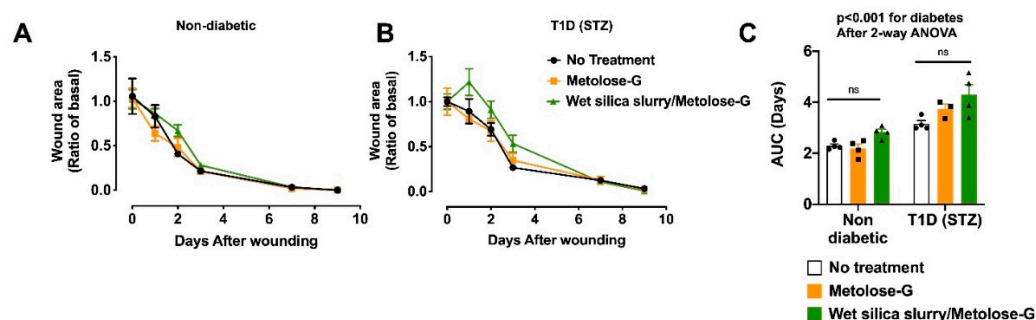 A
Non-diabetic
Wound area
(Ratio of basal)
1.5
1.0
0.5
0.0
0 2 4 6 8 10
Days After wounding
B
T1D (STZ)
Wound area
(Ratio of basal)
1.5
1.0
0.5
0.0
0 2 4 6 8 10
Days After wounding
No Treatment
Metolose-G
Wet silica slurry/Metolose-G
C
p<0.001 for diabetes
After 2-way ANOVA
AUC (Days)
6
4
2
0
ns
ns
Non
diabetic
T1D (STZ)
No treatment
Metolose-G
Wet silica slurry/Metolose-G